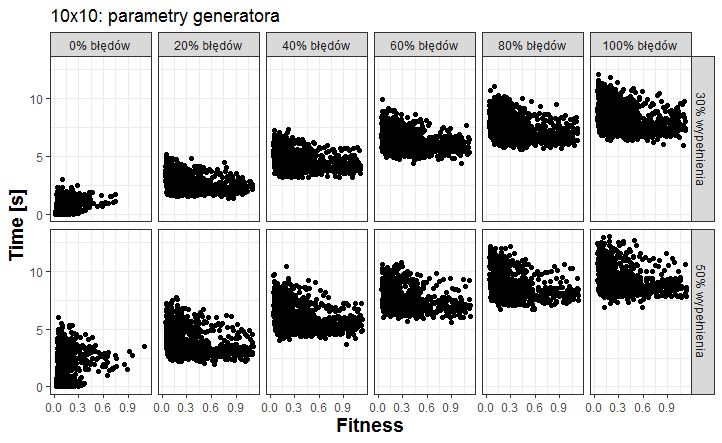 10x10: parametry generatora
0% błędów 20% błędów 40% błędów 60% błędów 80% błędów 100% błędów
10
5
0
30% wypełnienia
Time [s]
10
5
0
50% wypełnienia
0.0 0.3 0.6 0.9 0.0 0.3 0.6 0.9 0.0 0.3 0.6 0.9 0.0 0.3 0.6 0.9 0.0 0.3 0.6 0.9 0.0 0.3 0.6 0.9
Fitness